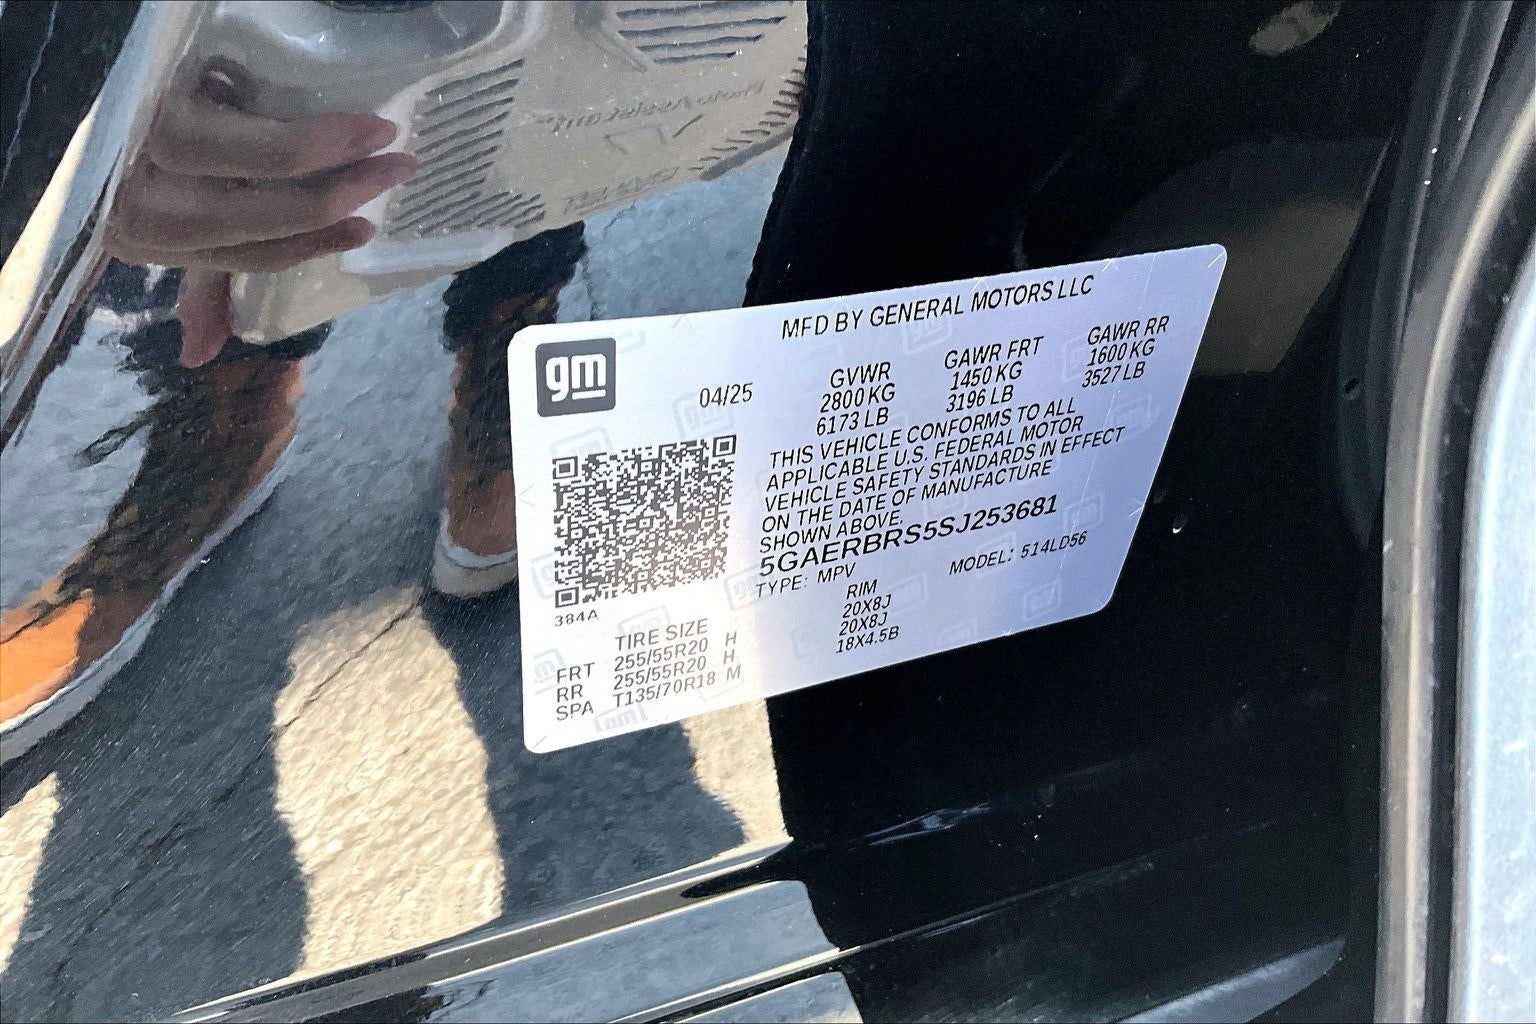 MFD BY GENERAL MOTORS LLC
gm
04/25
GVWR GAWR FRT GAWR RR
2800 KG 1450 KG 1600 KG
6173 LB 3196 LB 3527 LB
THIS VEHICLE CONFORMS TO ALL
APPLICABLE U.S. FEDERAL MOTOR
VEHICLE SAFETY STANDARDS IN EFFECT
ON THE DATE OF MANUFACTURE
SHOWN ABOVE.
5GAERBRS5SJ253681
TYPE: MPV MODEL: 514LD56
384A
TIRE SIZE RIM
FRT 255/55R20 H 20X8J
RR 255/55R20 H 20X8J
SPA T135/70R18 M 18X4.5B